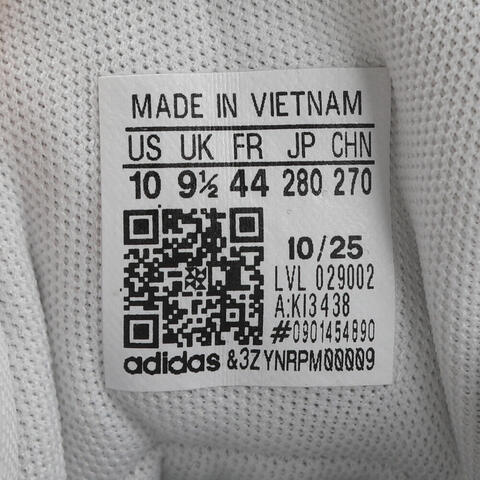 MADE IN VIETNAM
US UK FR JP CHN
10 9½ 44 280 270
10/25
LVL 029002
A:KI3438
#0901454890
adidas &3ZYNRPM00009